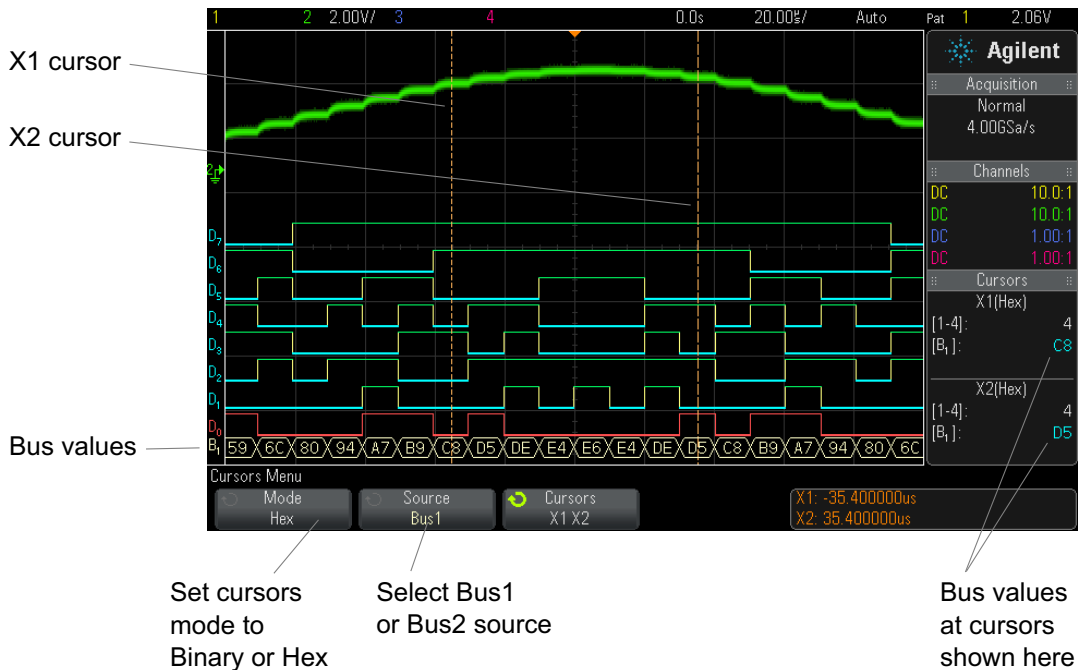 1 2 2.00V/ 3 4 0.0s 20.00µs/ Auto Pat 1 2.06V
X1 cursor
X2 cursor
Bus values
2
D7
D6
D5
D4
D3
D2
D1
D0
B1 59 6C 80 94 A7 B9 C8 D5 DE E4 E6 E4 DE D5 C8 B9 A7 94 80 6C
Agilent
Acquisition
Normal
4.00GSa/s
Channels
DC 10.0:1
DC 10.0:1
DC 1.00:1
DC 1.00:1
Cursors
X1(Hex)
[1-4]: 4
[B1]: C8
X2(Hex)
[1-4]: 4
[B1]: D5
Cursors Menu
Mode
Hex
Source
Bus1
Cursors
X1 X2
X1: -35.400000us
X2: 35.400000us
Set cursors
mode to
Binary or Hex
Select Bus1
or Bus2 source
Bus values
at cursors
shown here